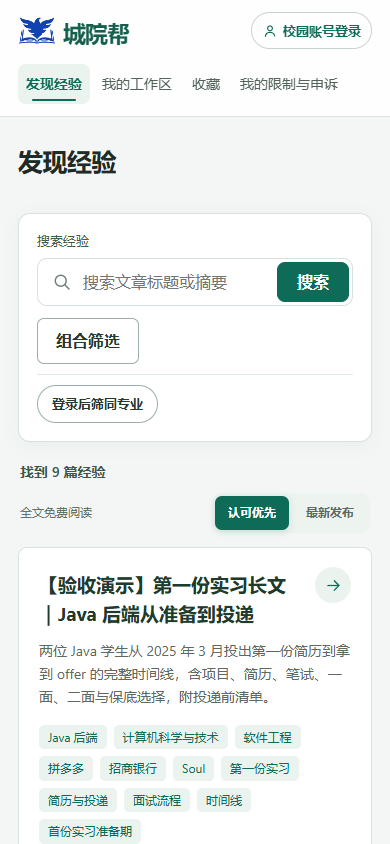 城院帮
校园账号登录
发现经验 我的工作区 收藏 我的限制与申诉
发现经验
搜索经验
搜索文章标题或摘要 搜索
组合筛选
登录后筛同专业
找到 9 篇经验
全文免费阅读 认可优先 最新发布
【验收演示】第一份实习长文
｜Java 后端从准备到投递
两位 Java 学生从 2025 年 3 月投出第一份简历到拿
到 offer 的完整时间线，含项目、简历、笔试、一
面、二面与保底选择，附投递前清单。
Java 后端 计算机科学与技术 软件工程
拼多多 招商银行 Soul 第一份实习
简历与投递 面试流程 时间线
首份实习准备期